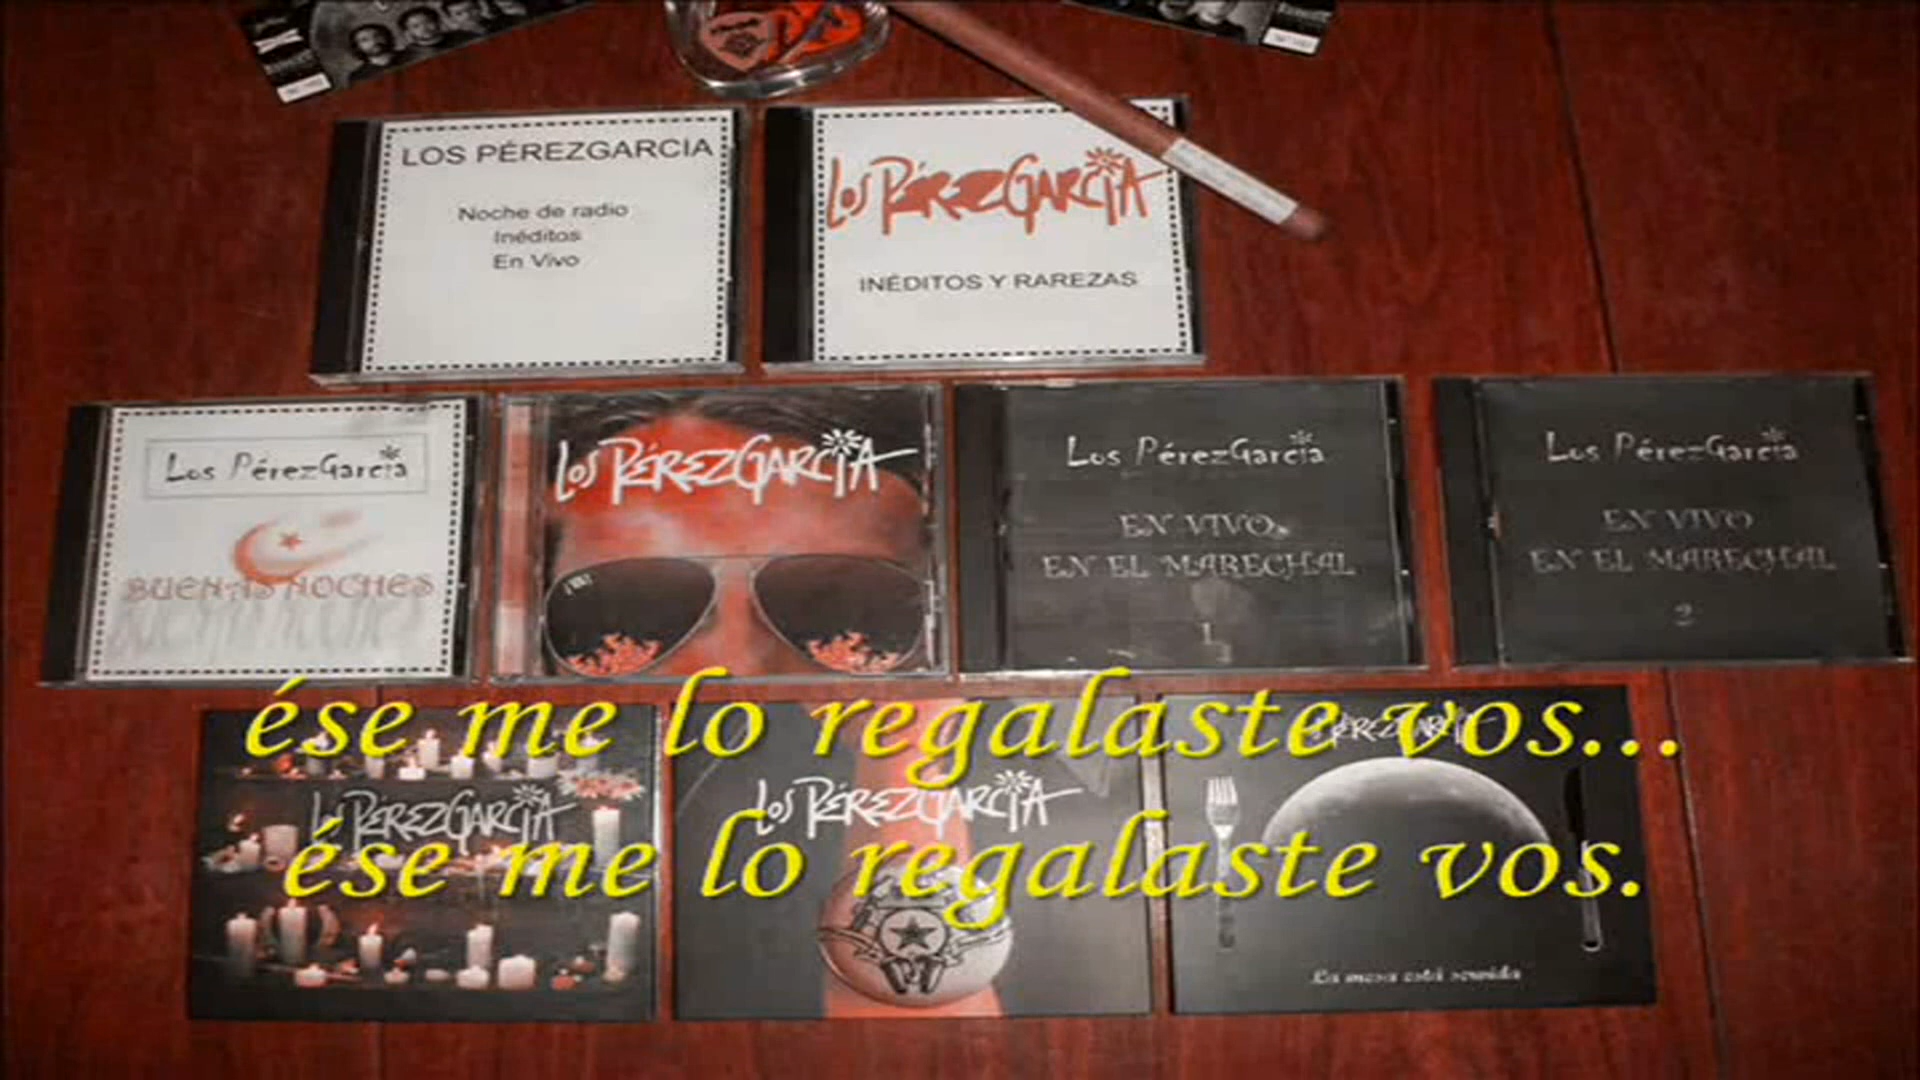 LOS PÉREZGARCÍA
Noche de radio
Inéditos
En Vivo
Los PÉREZGARCÍA
INÉDITOS Y RAREZAS
Los PérezGarcía
BUENAS NOCHES
Los PÉREZGARCÍA
Los PérezGarcía
EN VIVO
EN EL MARECHAL
1
Los PérezGarcía
EN VIVO
EN EL MARECHAL
2
ése me lo regalaste vos...
ése me lo regalaste vos.
Los PÉREZGARCÍA
Los PÉREZGARCÍA
PÉREZGARCÍA
La mesa está servida